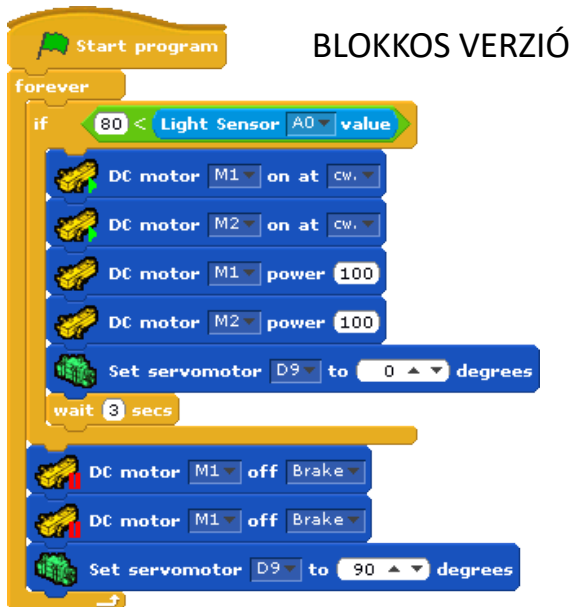 Start program
BLOKKOS VERZIÓ
forever
if 80 < Light Sensor A0 value
DC motor M1 on at cw.
DC motor M2 on at cw.
DC motor M1 power 100
DC motor M2 power 100
Set servomotor D9 to 0 degrees
wait 3 secs
DC motor M1 off Brake
DC motor M1 off Brake
Set servomotor D9 to 90 degrees